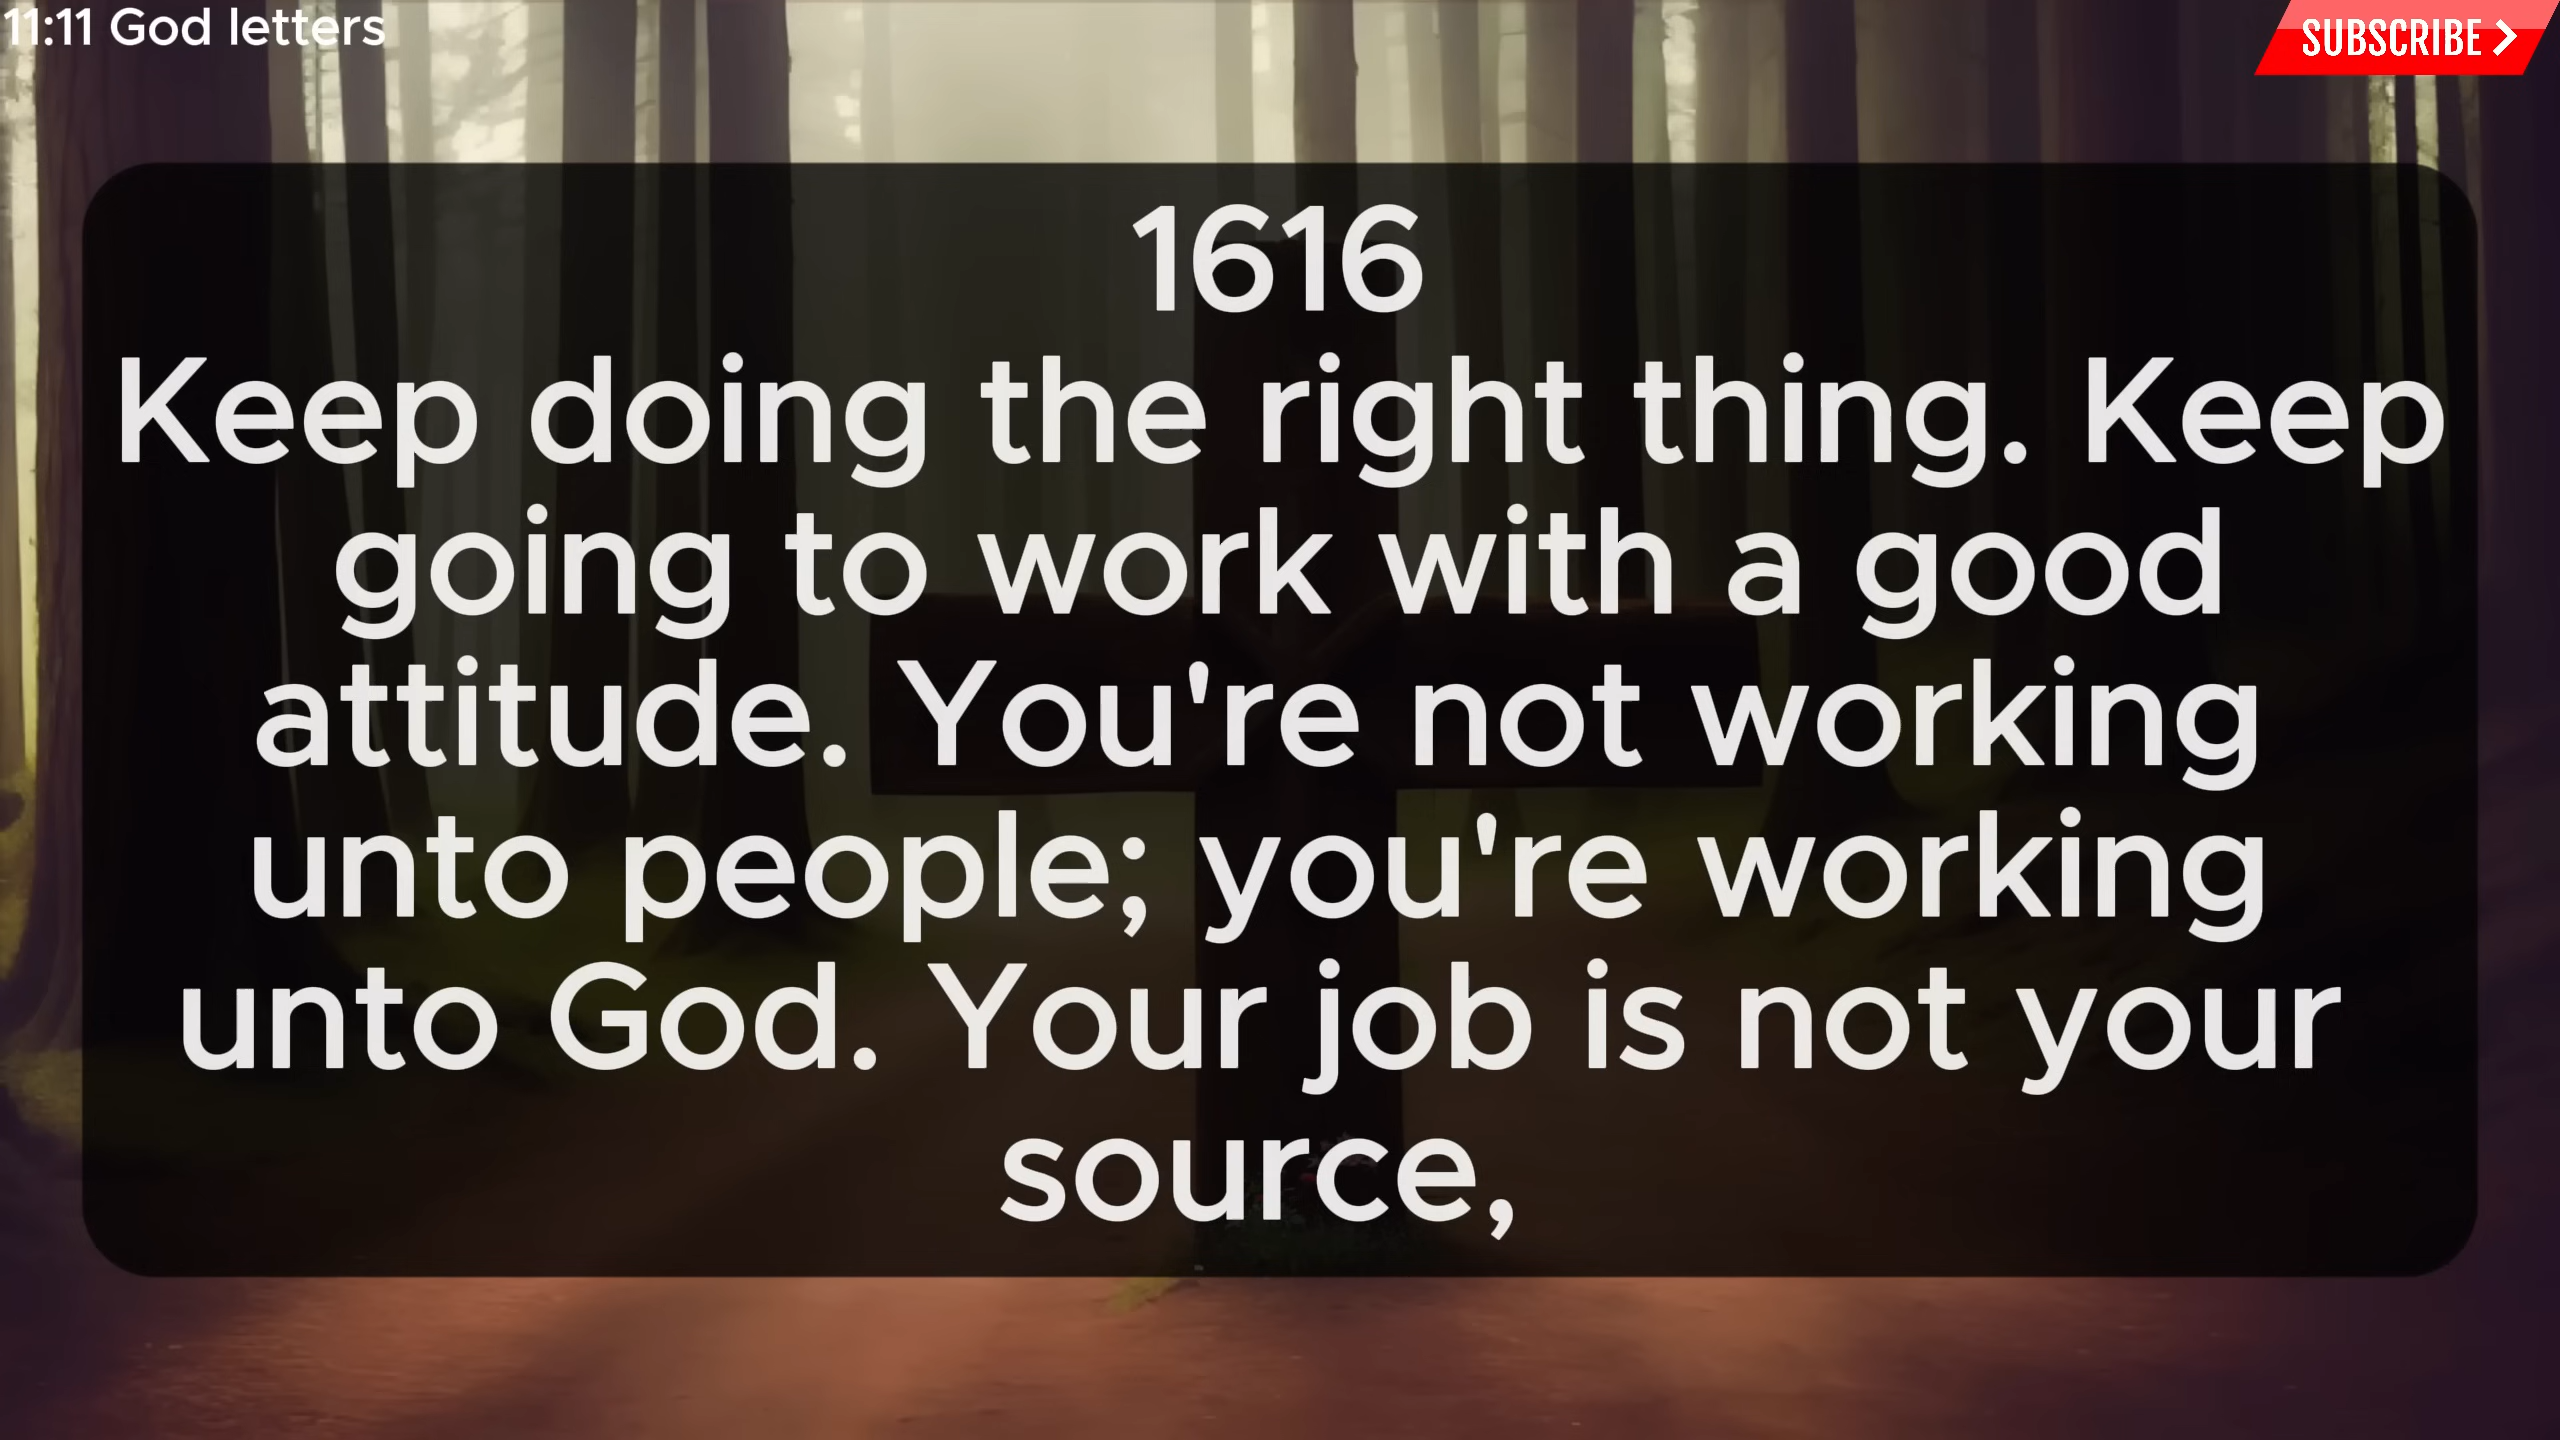 11:11 God letters
SUBSCRIBE
1616
Keep doing the right thing. Keep
going to work with a good
attitude. You're not working
unto people; you're working
unto God. Your job is not your
source,